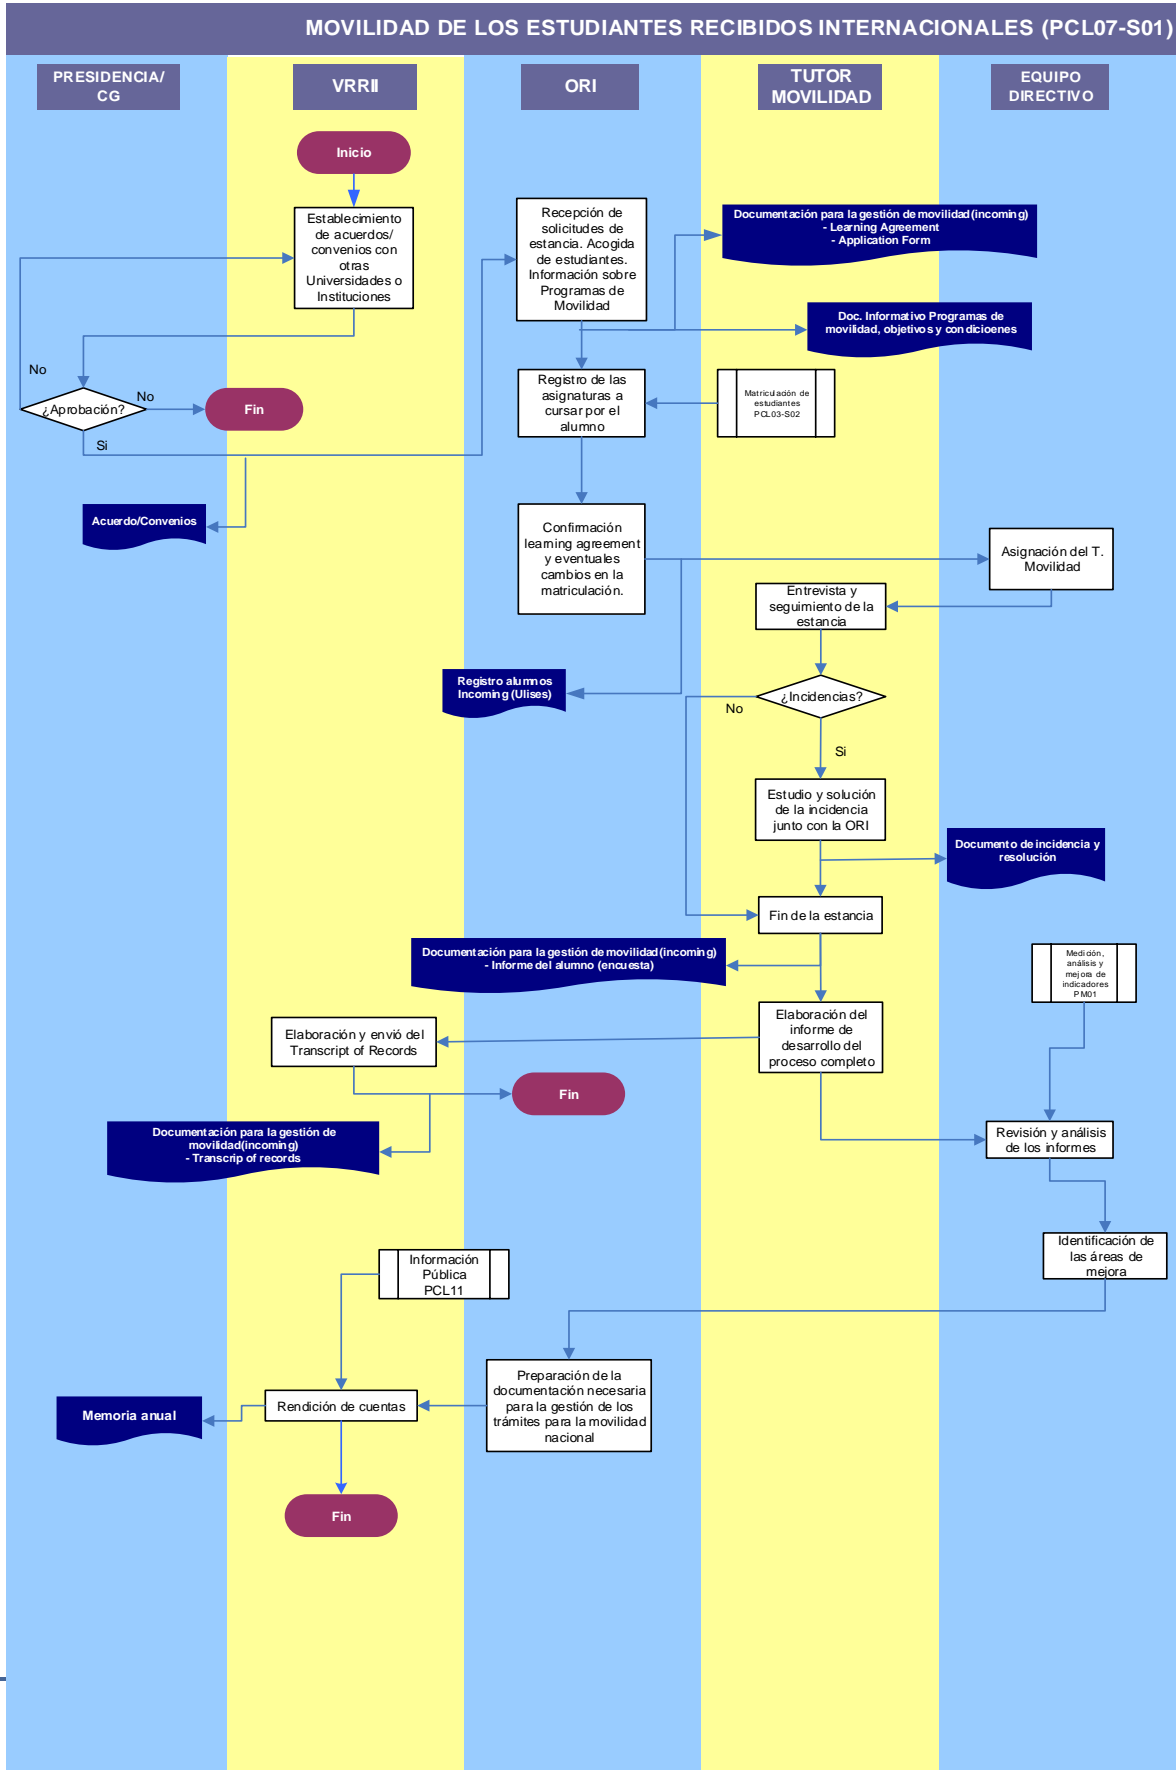 MOVILIDAD DE LOS ESTUDIANTES RECIBIDOS INTERNACIONALES (PCL07-S01)
PRESIDENCIA/
CG
VRRII
ORI
TUTOR
MOVILIDAD
EQUIPO
DIRECTIVO
Inicio
Establecimiento
de acuerdos/
convenios con
otras
Universidades o
Instituciones
Recepción de
solicitudes de
estancia. Acogida
de estudiantes.
Información sobre
Programas de
Movilidad
Documentación para la gestión de movilidad(incoming)
- Learning Agreement
- Application Form
Doc. Informativo Programas de
movilidad, objetivos y condicioenes
No
¿Aprobación?
No
Fin
Si
Registro de las
asignaturas a
cursar por el
alumno
Matriculación de
estudiantes
PCL03-S02
Acuerdo/Convenios
Confirmación
learning agreement
y eventuales
cambios en la
matriculación.
Asignación del T.
Movilidad
Entrevista y
seguimiento de la
estancia
Registro alumnos
Incoming (Ulises)
¿Incidencias?
No
Si
Estudio y solución
de la incidencia
junto con la ORI
Documento de incidencia y
resolución
Fin de la estancia
Documentación para la gestión de movilidad(incoming)
- Informe del alumno (encuesta)
Medición,
análisis y
mejora de
indicadores
PM01
Elaboración y envió del
Transcript of Records
Elaboración del
informe de
desarrollo del
proceso completo
Fin
Documentación para la gestión de
movilidad(incoming)
- Transcrip of records
Revisión y análisis
de los informes
Información
Pública
PCL11
Identificación de
las áreas de
mejora
Memoria anual
Rendición de cuentas
Preparación de la
documentación necesaria
para la gestión de los
trámites para la movilidad
nacional
Fin